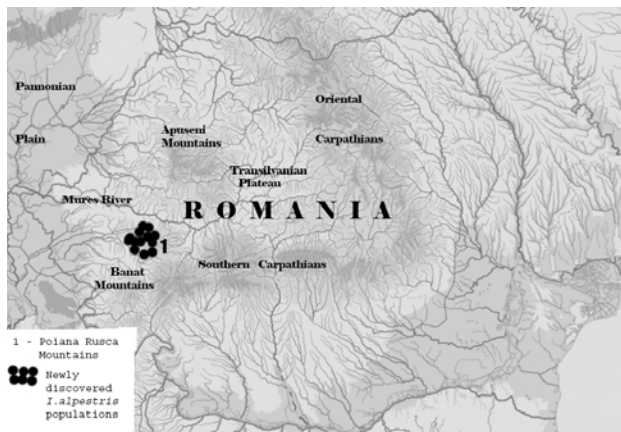 Pannonian
Plain
Oriental
Carpathians
Apuseni
Mountains
Transilvanian
Plateau
Mures River
ROMANIA
1
Banat
Mountains
Southern Carpathians
1 - Poiana Rusca
Mountains
Newly
discovered
I.alpestris
populations